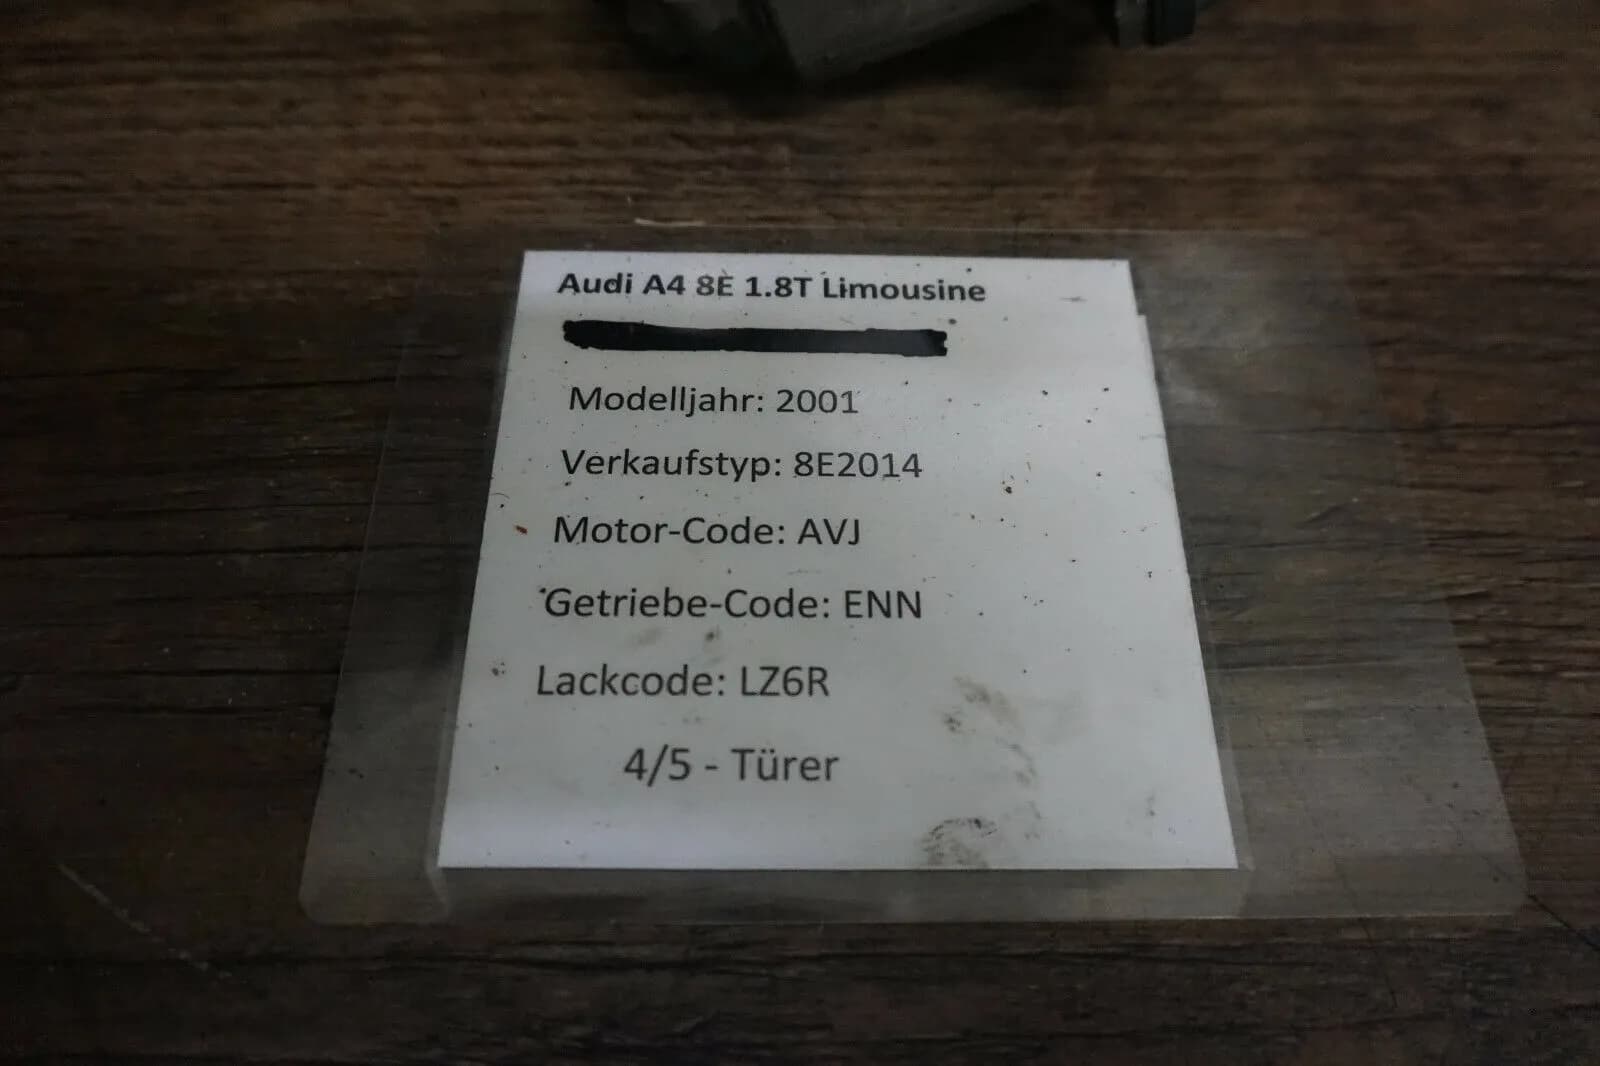 Audi A4 8E 1.8T Limousine
Modelljahr: 2001
Verkaufstyp: 8E2014
Motor-Code: AVJ
Getriebe-Code: ENN
Lackcode: LZ6R
4/5 - Türer